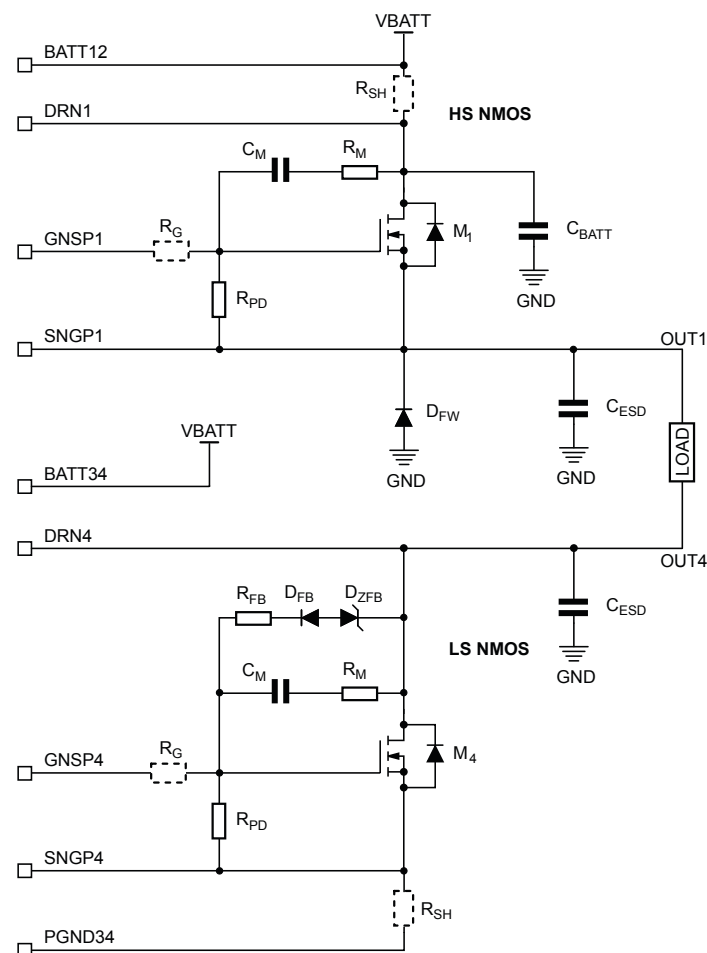 VBATT
BATT12
RSH
DRN1
HS NMOS
CM
RM
GNSP1
RG
M1
CBATT
GND
RPD
SNGP1
OUT1
DFW
CESD
LOAD
GND
GND
VBATT
BATT34
DRN4
OUT4
RFB
DFB
DZFB
CESD
LS NMOS
GND
CM
RM
GNSP4
RG
M4
RPD
SNGP4
RSH
PGND34